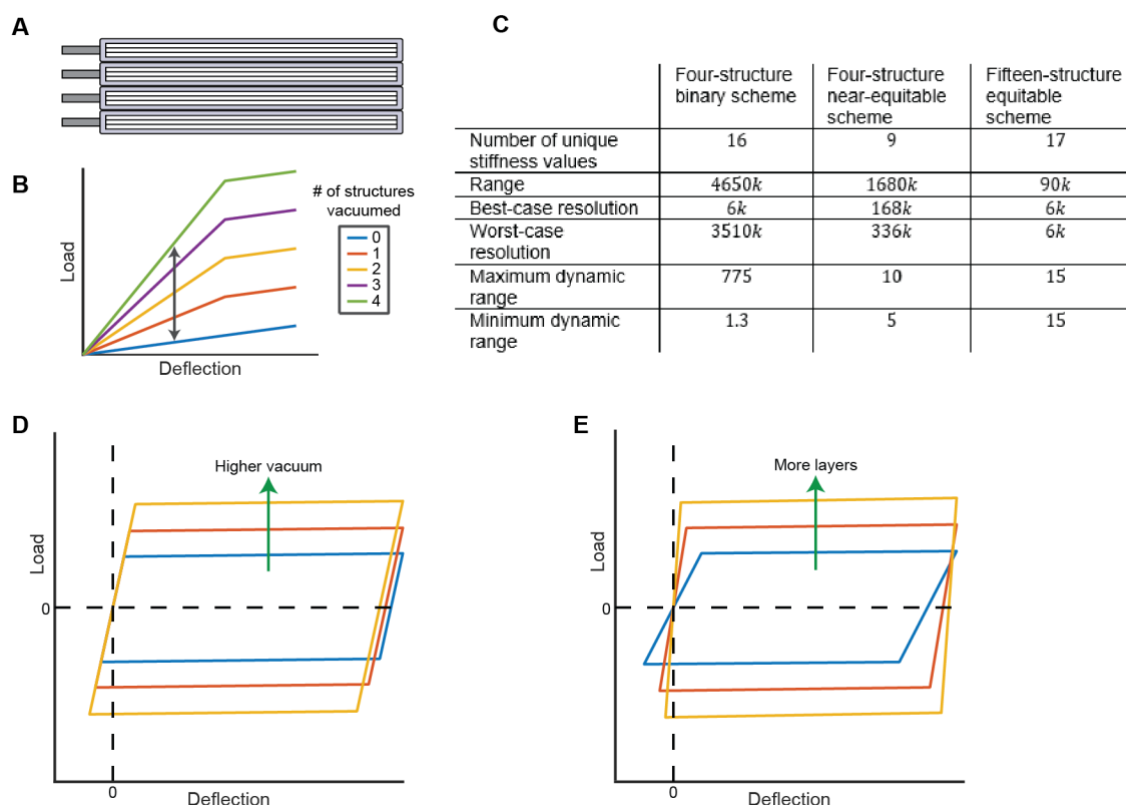 A
B
Load
Deflection
# of structures
vacuumed
0
1
2
3
4
C
Four-structure
binary scheme
Four-structure
near-equitable
scheme
Fifteen-structure
equitable
scheme
Number of unique
stiffness values
16
9
17
Range
4650k
1680k
90k
Best-case resolution
6k
168k
6k
Worst-case
resolution
3510k
336k
6k
Maximum dynamic
range
775
10
15
Minimum dynamic
range
1.3
5
15
D
Higher vacuum
Load
0
0
Deflection
E
More layers
Load
0
0
Deflection